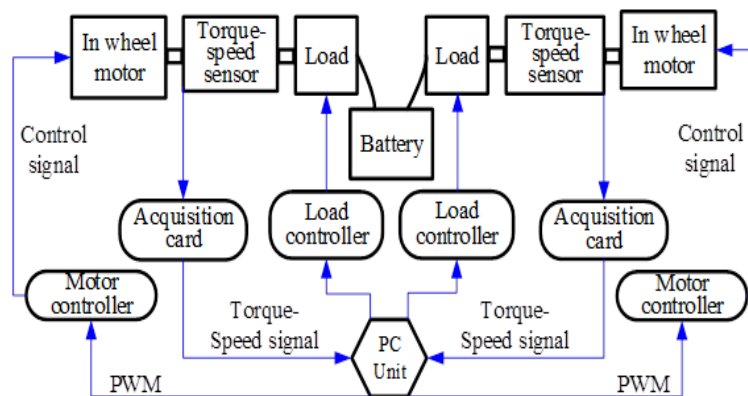 In wheel
motor
Torque-
speed
sensor
Load
Load
Torque-
speed
sensor
In wheel
motor
Control
signal
Battery
Control
signal
Acquisition
card
Load
controller
Load
controller
Acquisition
card
Motor
controller
Torque-
Speed signal
PC
Unit
Torque-
Speed signal
Motor
controller
PWM
PWM